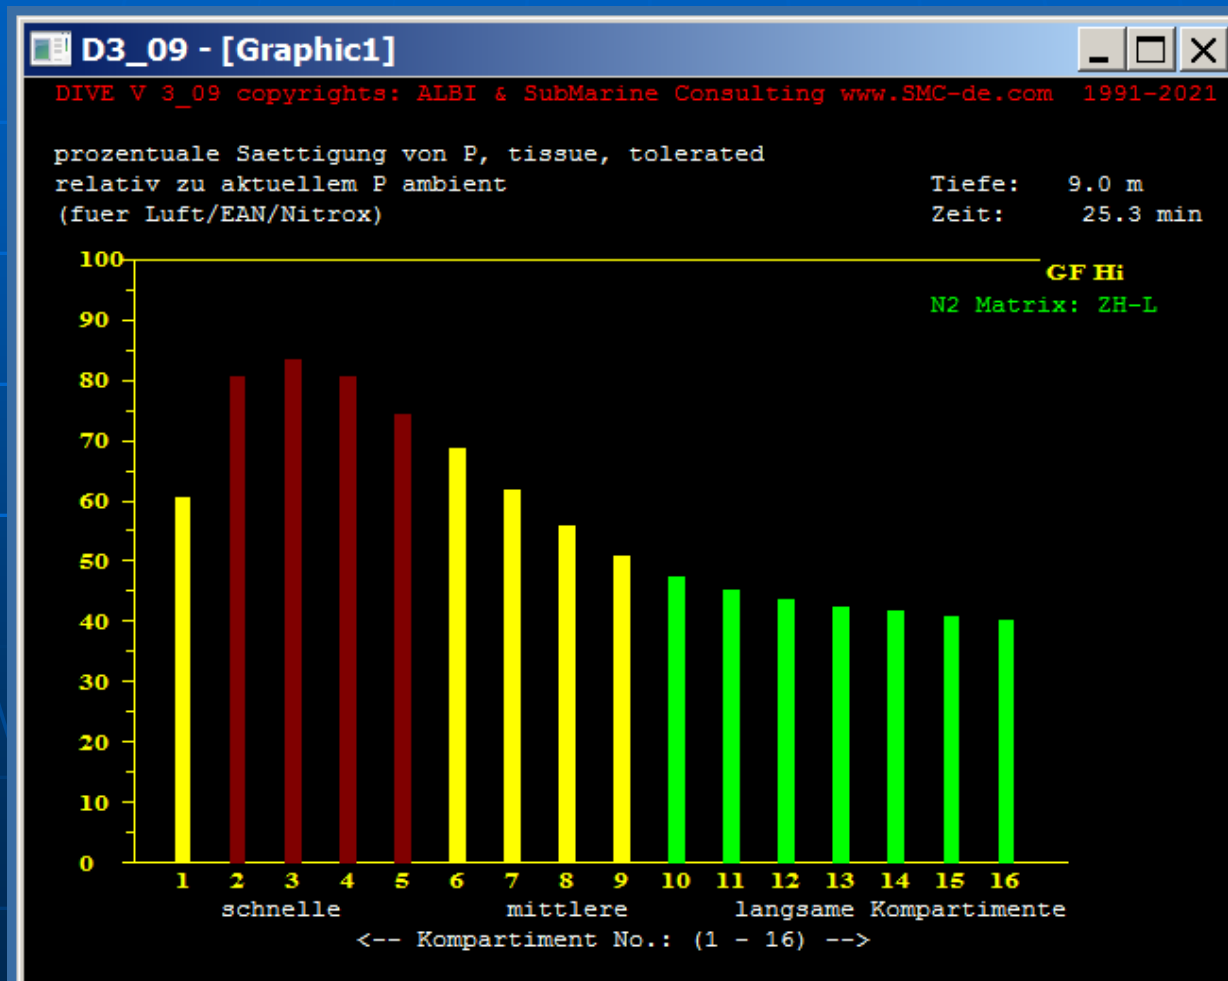 D3_09 - [Graphic1]
DIVE V 3_09 copyrights: ALBI & SubMarine Consulting www.SMC-de.com 1991-2021
prozentuale Saettigung von P, tissue, tolerated
relativ zu aktuellem P ambient
(fuer Luft/EAN/Nitrox)
Tiefe: 9.0 m
Zeit: 25.3 min
100
GF Hi
N2 Matrix: ZH-L
90
80
70
60
50
40
30
20
10
0
1 2 3 4 5 6 7 8 9 10 11 12 13 14 15 16
schnelle mittlere langsame Kompartimente
<-- Kompartiment No.: (1 - 16) -->